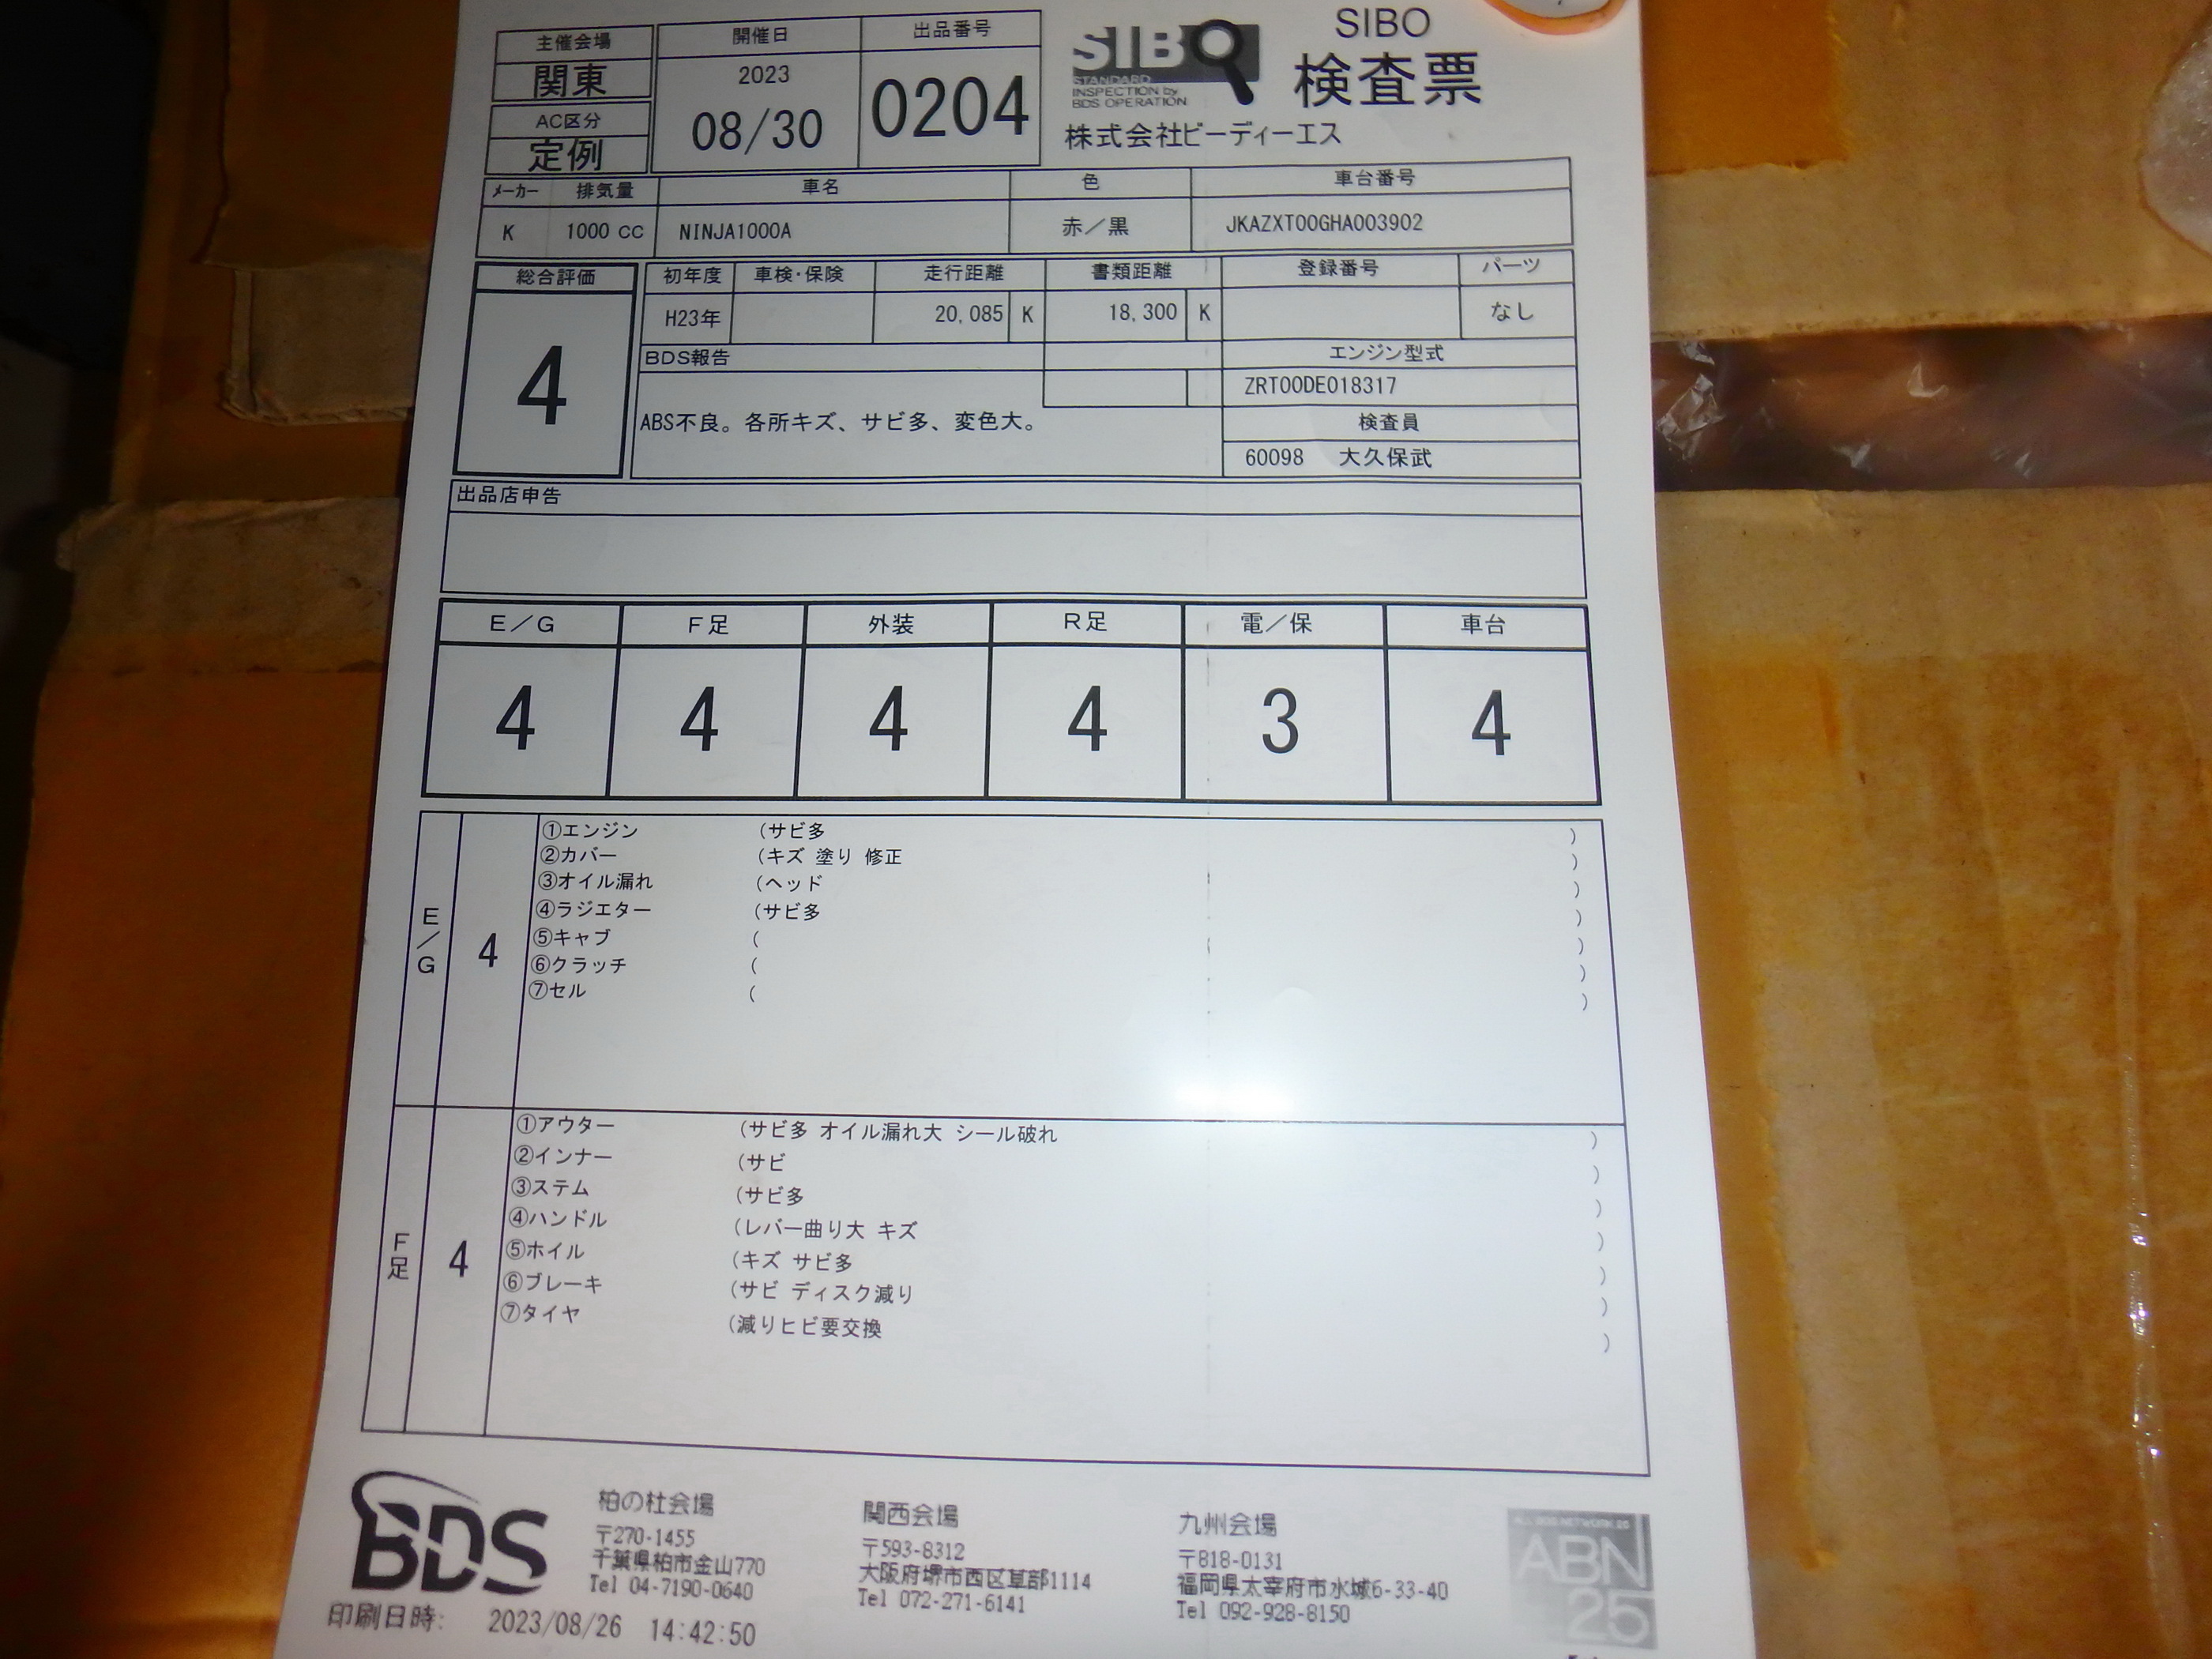 主催会場
関東
AC区分
定例
開催日
2023
08/30
出品番号
0204
SIBO
STANDARD
INSPECTION by
BDS OPERATION
SIBO
検査票
株式会社ビーディーエス
メーカー 排気量 車名 色 車台番号
K 1000 CC NINJA1000A 赤／黒 JKAZXT00GHA003902
総合評価
4
初年度 車検・保険 走行距離 書類距離 登録番号 パーツ
H23年 20,085 K 18,300 K なし
BDS報告
ABS不良。各所キズ、サビ多、変色大。
エンジン型式
ZRT00DE018317
検査員
60098 大久保武
出品店申告
E／G F足 外装 R足 電／保 車台
4 4 4 4 3 4
E／G
4
①エンジン (サビ多 )
②カバー (キズ 塗り 修正 )
③オイル漏れ (ヘッド )
④ラジエター (サビ多 )
⑤キャブ ( )
⑥クラッチ ( )
⑦セル ( )
F足
4
①アウター (サビ多 オイル漏れ大 シール破れ )
②インナー (サビ )
③ステム (サビ多 )
④ハンドル (レバー曲り大 キズ )
⑤ホイル (キズ サビ多 )
⑥ブレーキ (サビ ディスク減り )
⑦タイヤ (減りヒビ要交換 )
BDS
柏の杜会場
〒270-1455
千葉県柏市金山770
Tel 04-7190-0640
関西会場
〒593-8312
大阪府堺市西区草部1114
Tel 072-271-6141
九州会場
〒818-0131
福岡県太宰府市水城6-33-40
Tel 092-928-8150
ALL BDS NETWORK 25
ABN
25
印刷日時: 2023/08/26 14:42:50